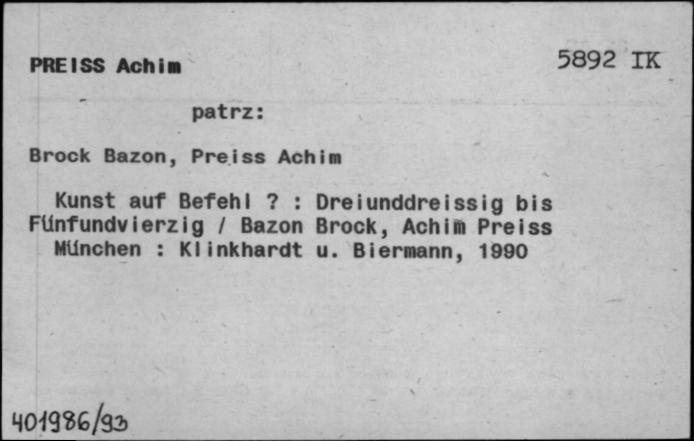 PREISS Achim
5892 IK
patrz:
Brock Bazon, Preiss Achim
Kunst auf Befehl ? : Dreiunddreissig bis
Fünfundvierzig / Bazon Brock, Achim Preiss
München : Klinkhardt u. Biermann, 1990
401986/93